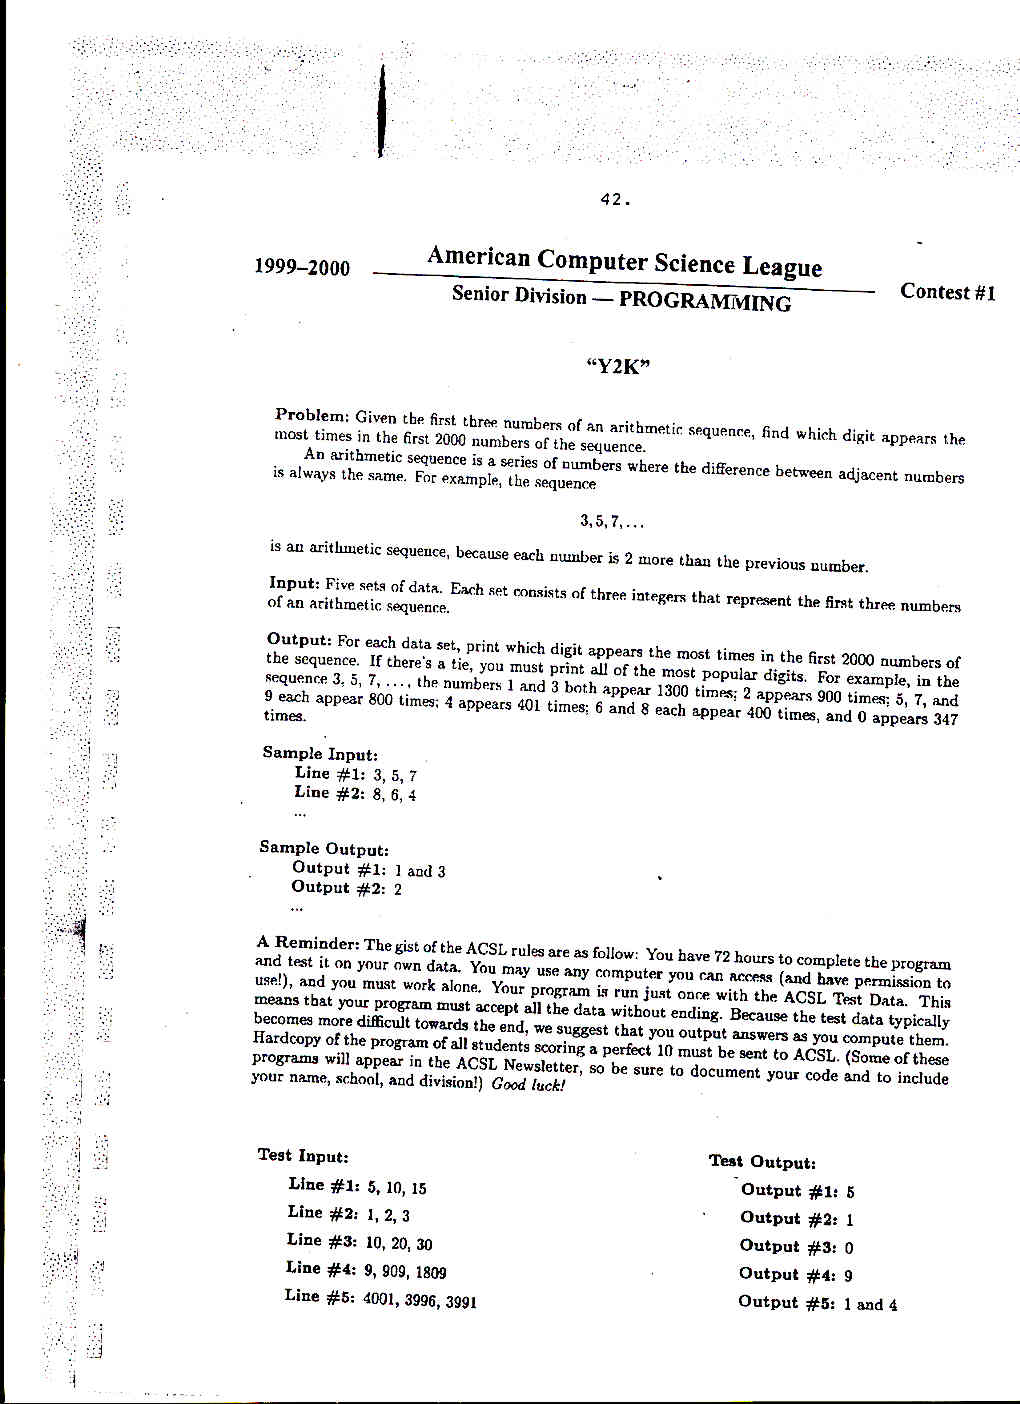 42.
1999–2000
American Computer Science League
Senior Division — PROGRAMMING
Contest #1
“Y2K”
Problem: Given the first three numbers of an arithmetic sequence, find which digit appears the
most times in the first 2000 numbers of the sequence.
An arithmetic sequence is a series of numbers where the difference between adjacent numbers
is always the same. For example, the sequence
3, 5, 7, ...
is an arithmetic sequence, because each number is 2 more than the previous number.
Input: Five sets of data. Each set consists of three integers that represent the first three numbers
of an arithmetic sequence.
Output: For each data set, print which digit appears the most times in the first 2000 numbers of
the sequence. If there's a tie, you must print all of the most popular digits. For example, in the
sequence 3, 5, 7, ..., the numbers 1 and 3 both appear 1300 times; 2 appears 900 times; 5, 7, and
9 each appear 800 times; 4 appears 401 times; 6 and 8 each appear 400 times, and 0 appears 347
times.
Sample Input:
Line #1: 3, 5, 7
Line #2: 8, 6, 4
...
Sample Output:
Output #1: 1 and 3
Output #2: 2
...
A Reminder: The gist of the ACSL rules are as follow: You have 72 hours to complete the program
and test it on your own data. You may use any computer you can access (and have permission to
use!), and you must work alone. Your program is run just once with the ACSL Test Data. This
means that your program must accept all the data without ending. Because the test data typically
becomes more difficult towards the end, we suggest that you output answers as you compute them.
Hardcopy of the program of all students scoring a perfect 10 must be sent to ACSL. (Some of these
programs will appear in the ACSL Newsletter, so be sure to document your code and to include
your name, school, and division!) Good luck!
Test Input:
Line #1: 5, 10, 15
Line #2: 1, 2, 3
Line #3: 10, 20, 30
Line #4: 9, 909, 1809
Line #5: 4001, 3996, 3991
Test Output:
Output #1: 5
Output #2: 1
Output #3: 0
Output #4: 9
Output #5: 1 and 4